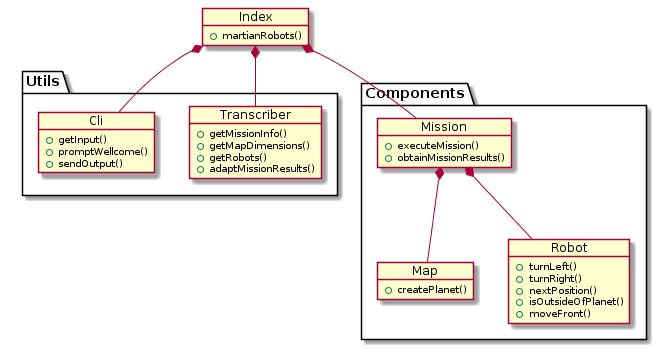 Index
martianRobots()
Utils
Cli
getInput()
promptWellcome()
sendOutput()
Transcriber
getMissionInfo()
getMapDimensions()
getRobots()
adaptMissionResults()
Components
Mission
executeMission()
obtainMissionResults()
Map
createPlanet()
Robot
turnLeft()
turnRight()
nextPosition()
isOutsideOfPlanet()
moveFront()